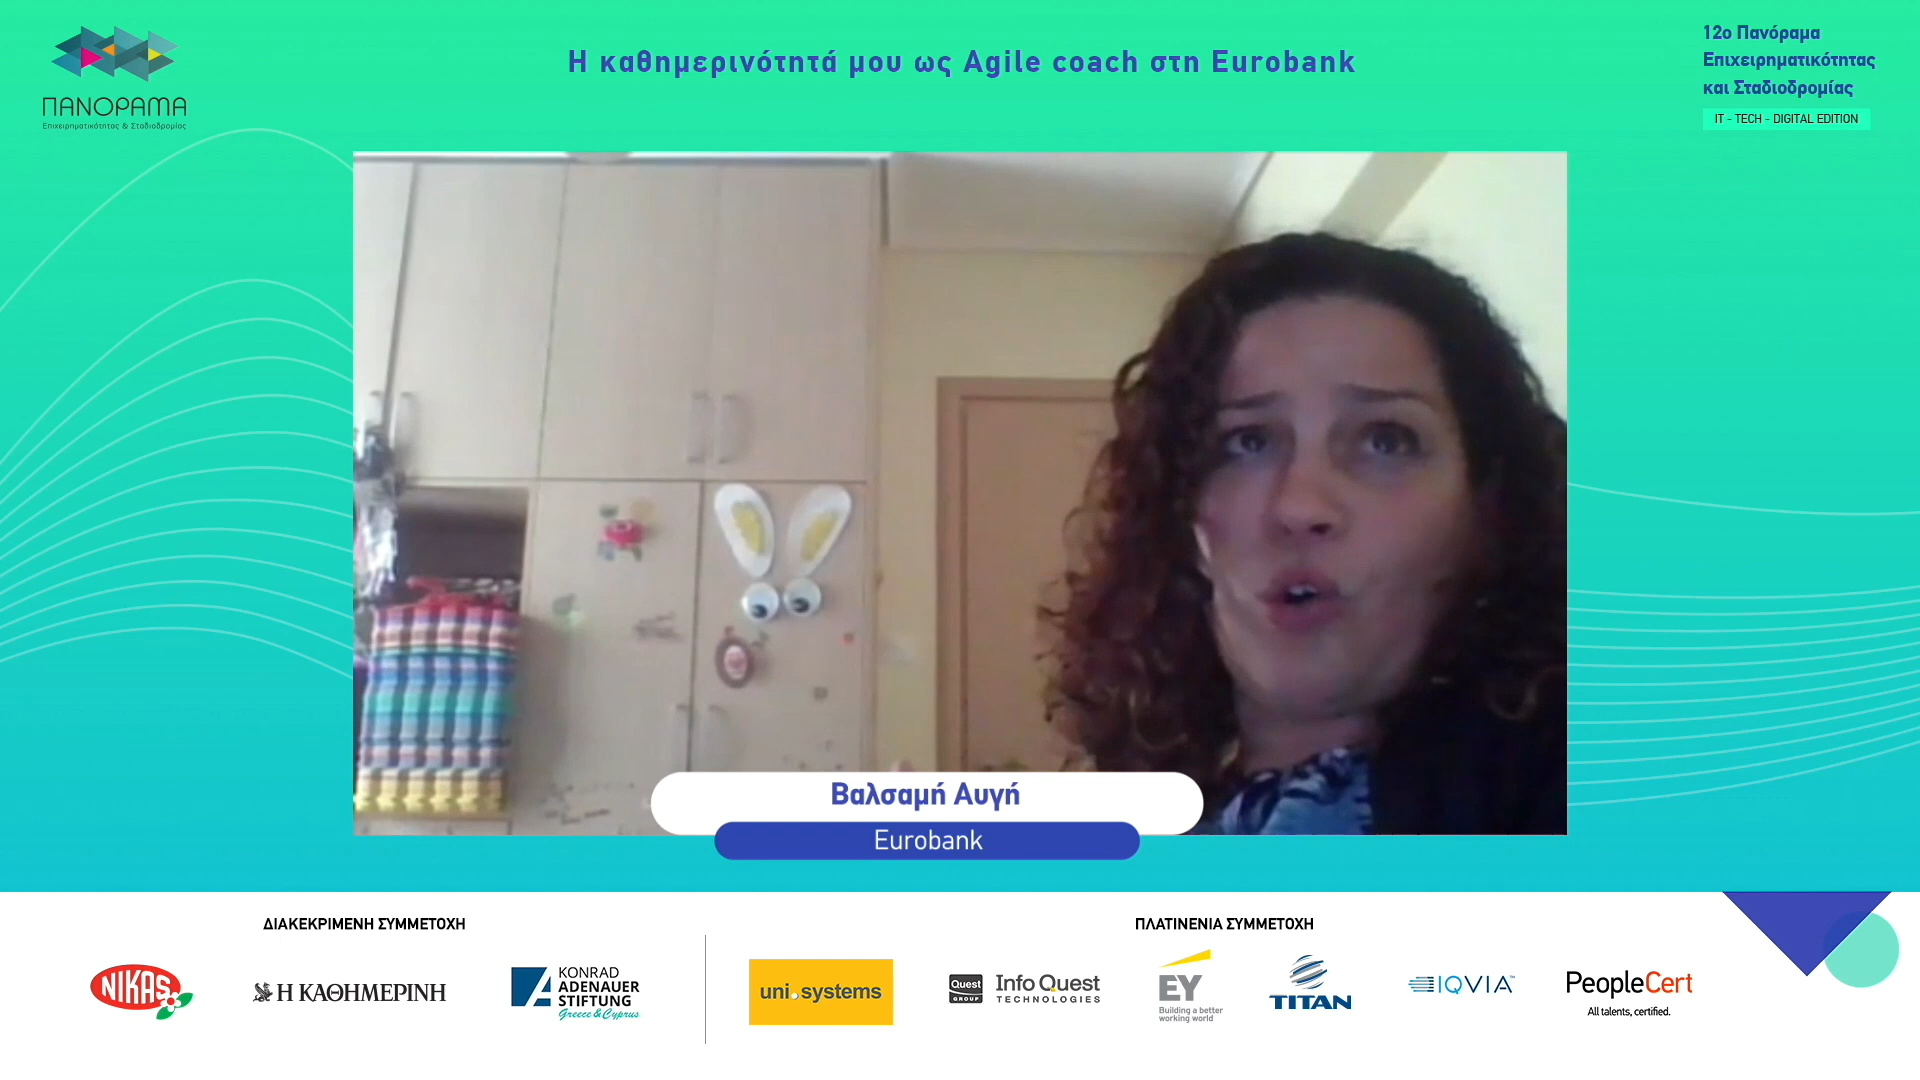 ΠΑΝΟΡΑΜΑ
Επιχειρηματικότητας & Σταδιοδρομίας
Η καθημερινότητά μου ως Agile coach στη Eurobank
12ο Πανόραμα
Επιχειρηματικότητας
και Σταδιοδρομίας
IT - TECH - DIGITAL EDITION
Βαλσαμή Αυγή
Eurobank
ΔΙΑΚΕΚΡΙΜΕΝΗ ΣΥΜΜΕΤΟΧΗ
NIKAS
Η ΚΑΘΗΜΕΡΙΝΗ
KONRAD
ADENAUER
STIFTUNG
Greece & Cyprus
ΠΛΑΤΙΝΕΝΙΑ ΣΥΜΜΕΤΟΧΗ
uni.systems
Quest
GROUP
Info Quest
TECHNOLOGIES
EY
Building a better
working world
TITAN
IQVIA™
PeopleCert
All talents, certified.